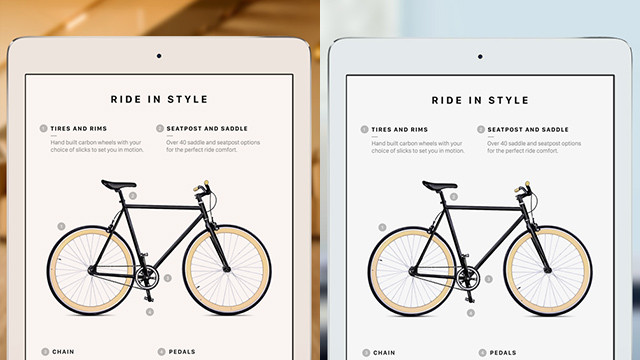 RIDE IN STYLE
1 TIRES AND RIMS
Hand built carbon wheels with your
choice of slicks to set you in motion.
2 SEATPOST AND SADDLE
Over 40 saddle and seatpost options
for the perfect ride comfort.
1
2
3
4
3 CHAIN
4 PEDALS
RIDE IN STYLE
1 TIRES AND RIMS
Hand built carbon wheels with your
choice of slicks to set you in motion.
2 SEATPOST AND SADDLE
Over 40 saddle and seatpost options
for the perfect ride comfort.
1
2
3
4
3 CHAIN
4 PEDALS